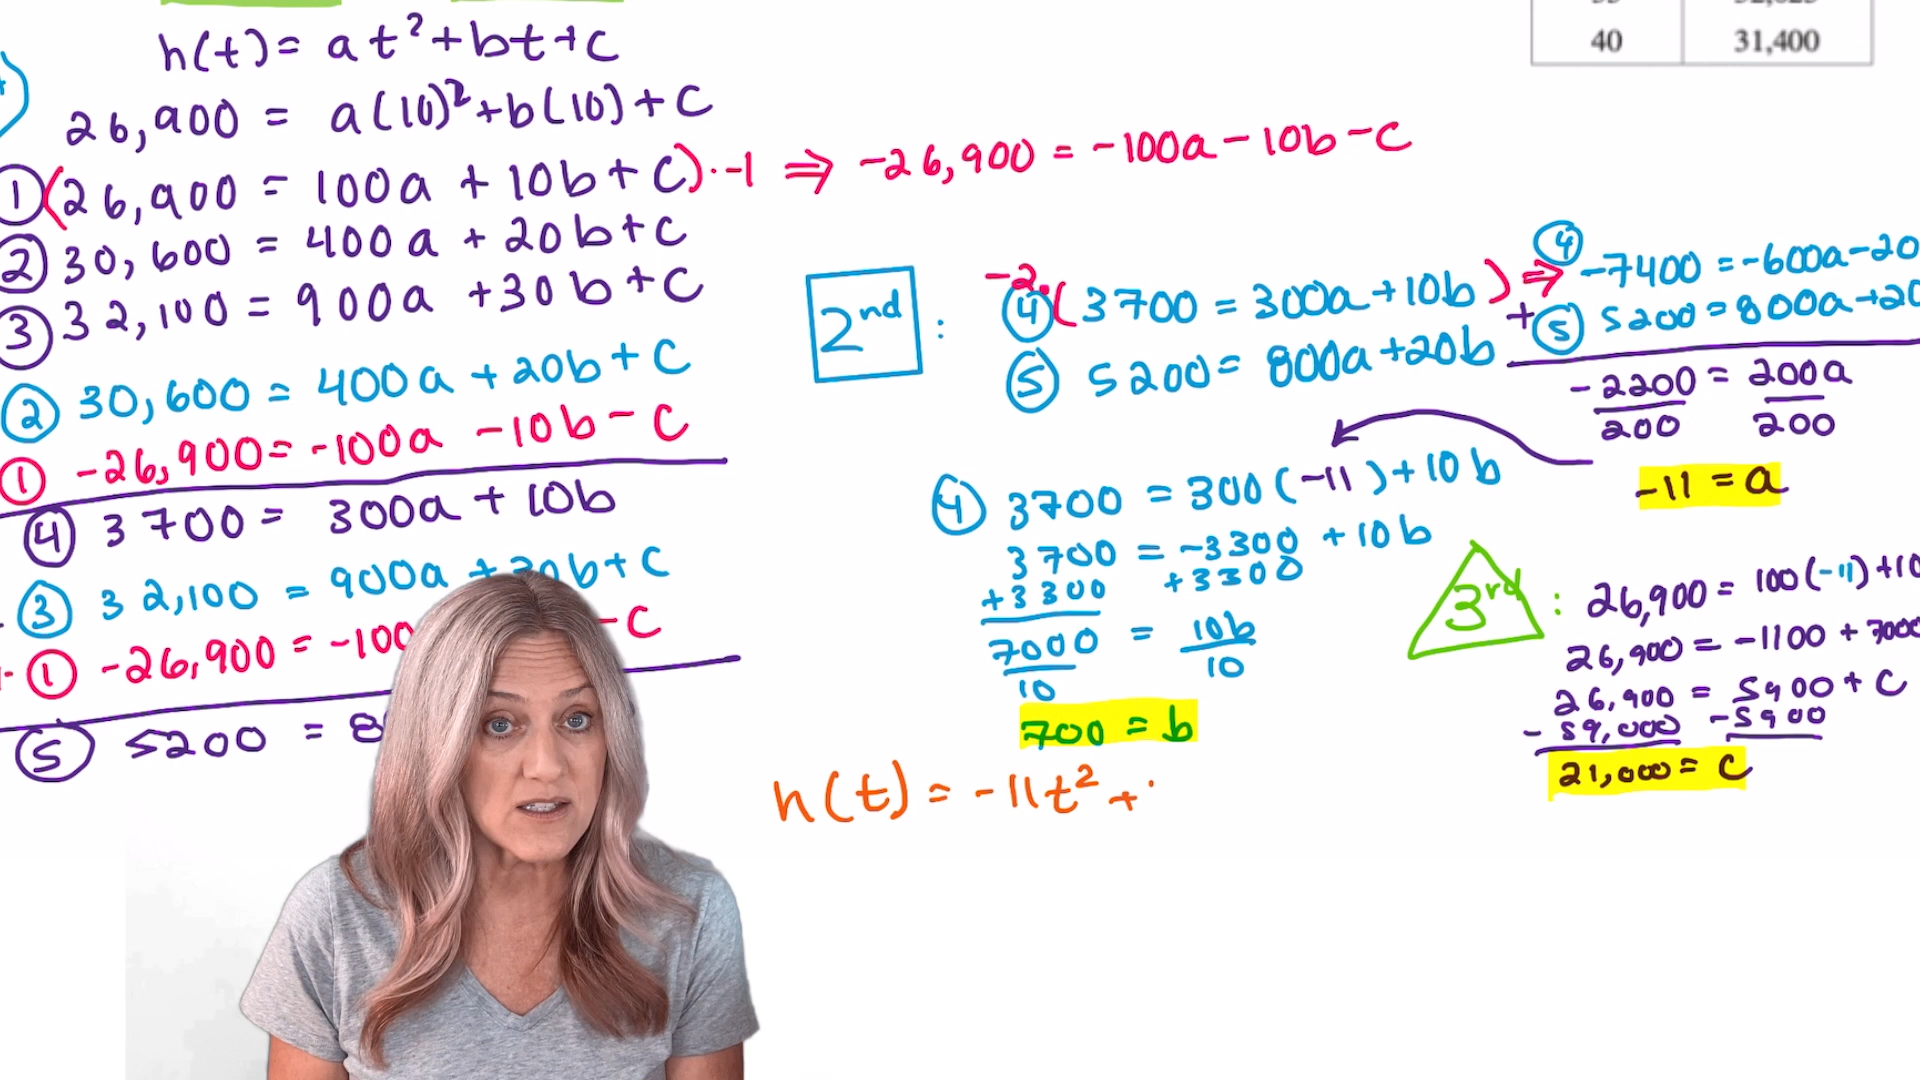 h(t) = at²+bt+c
26,900 = a(10)²+b(10)+c
①(26,900 = 100a + 10b+c)·-1 ⇒ -26,900 = -100a-10b-c
② 30,600 = 400a + 20b+c
③ 32,100 = 900a +30b+c
② 30,600 = 400a+20b+c
① -26,900 = -100a -10b-c
④ 3700 = 300a + 10b
③ 32,100 = 900a + b+c
① -26,900 = -100 -c
⑤ 5200 = 8
40 31,400
2nd :
-2·
④(3700 = 300a+10b) ⇒
⑤ 5200 = 800a+20b
④ -7400 = -600a-20
+⑤ 5200 = 800a+20
-2200 = 200a
200 200
-11 = a
④ 3700 = 300(-11)+10b
3700 = -3300 + 10b
+3300 +3300
7000 = 10b
10 10
700 = b
3rd : 26,900 = 100(-11)+10
26,900 = -1100 + 7000
26,900 = 5900 + c
- 59,000 -5900
21,000 = c
h(t) = -11t² +